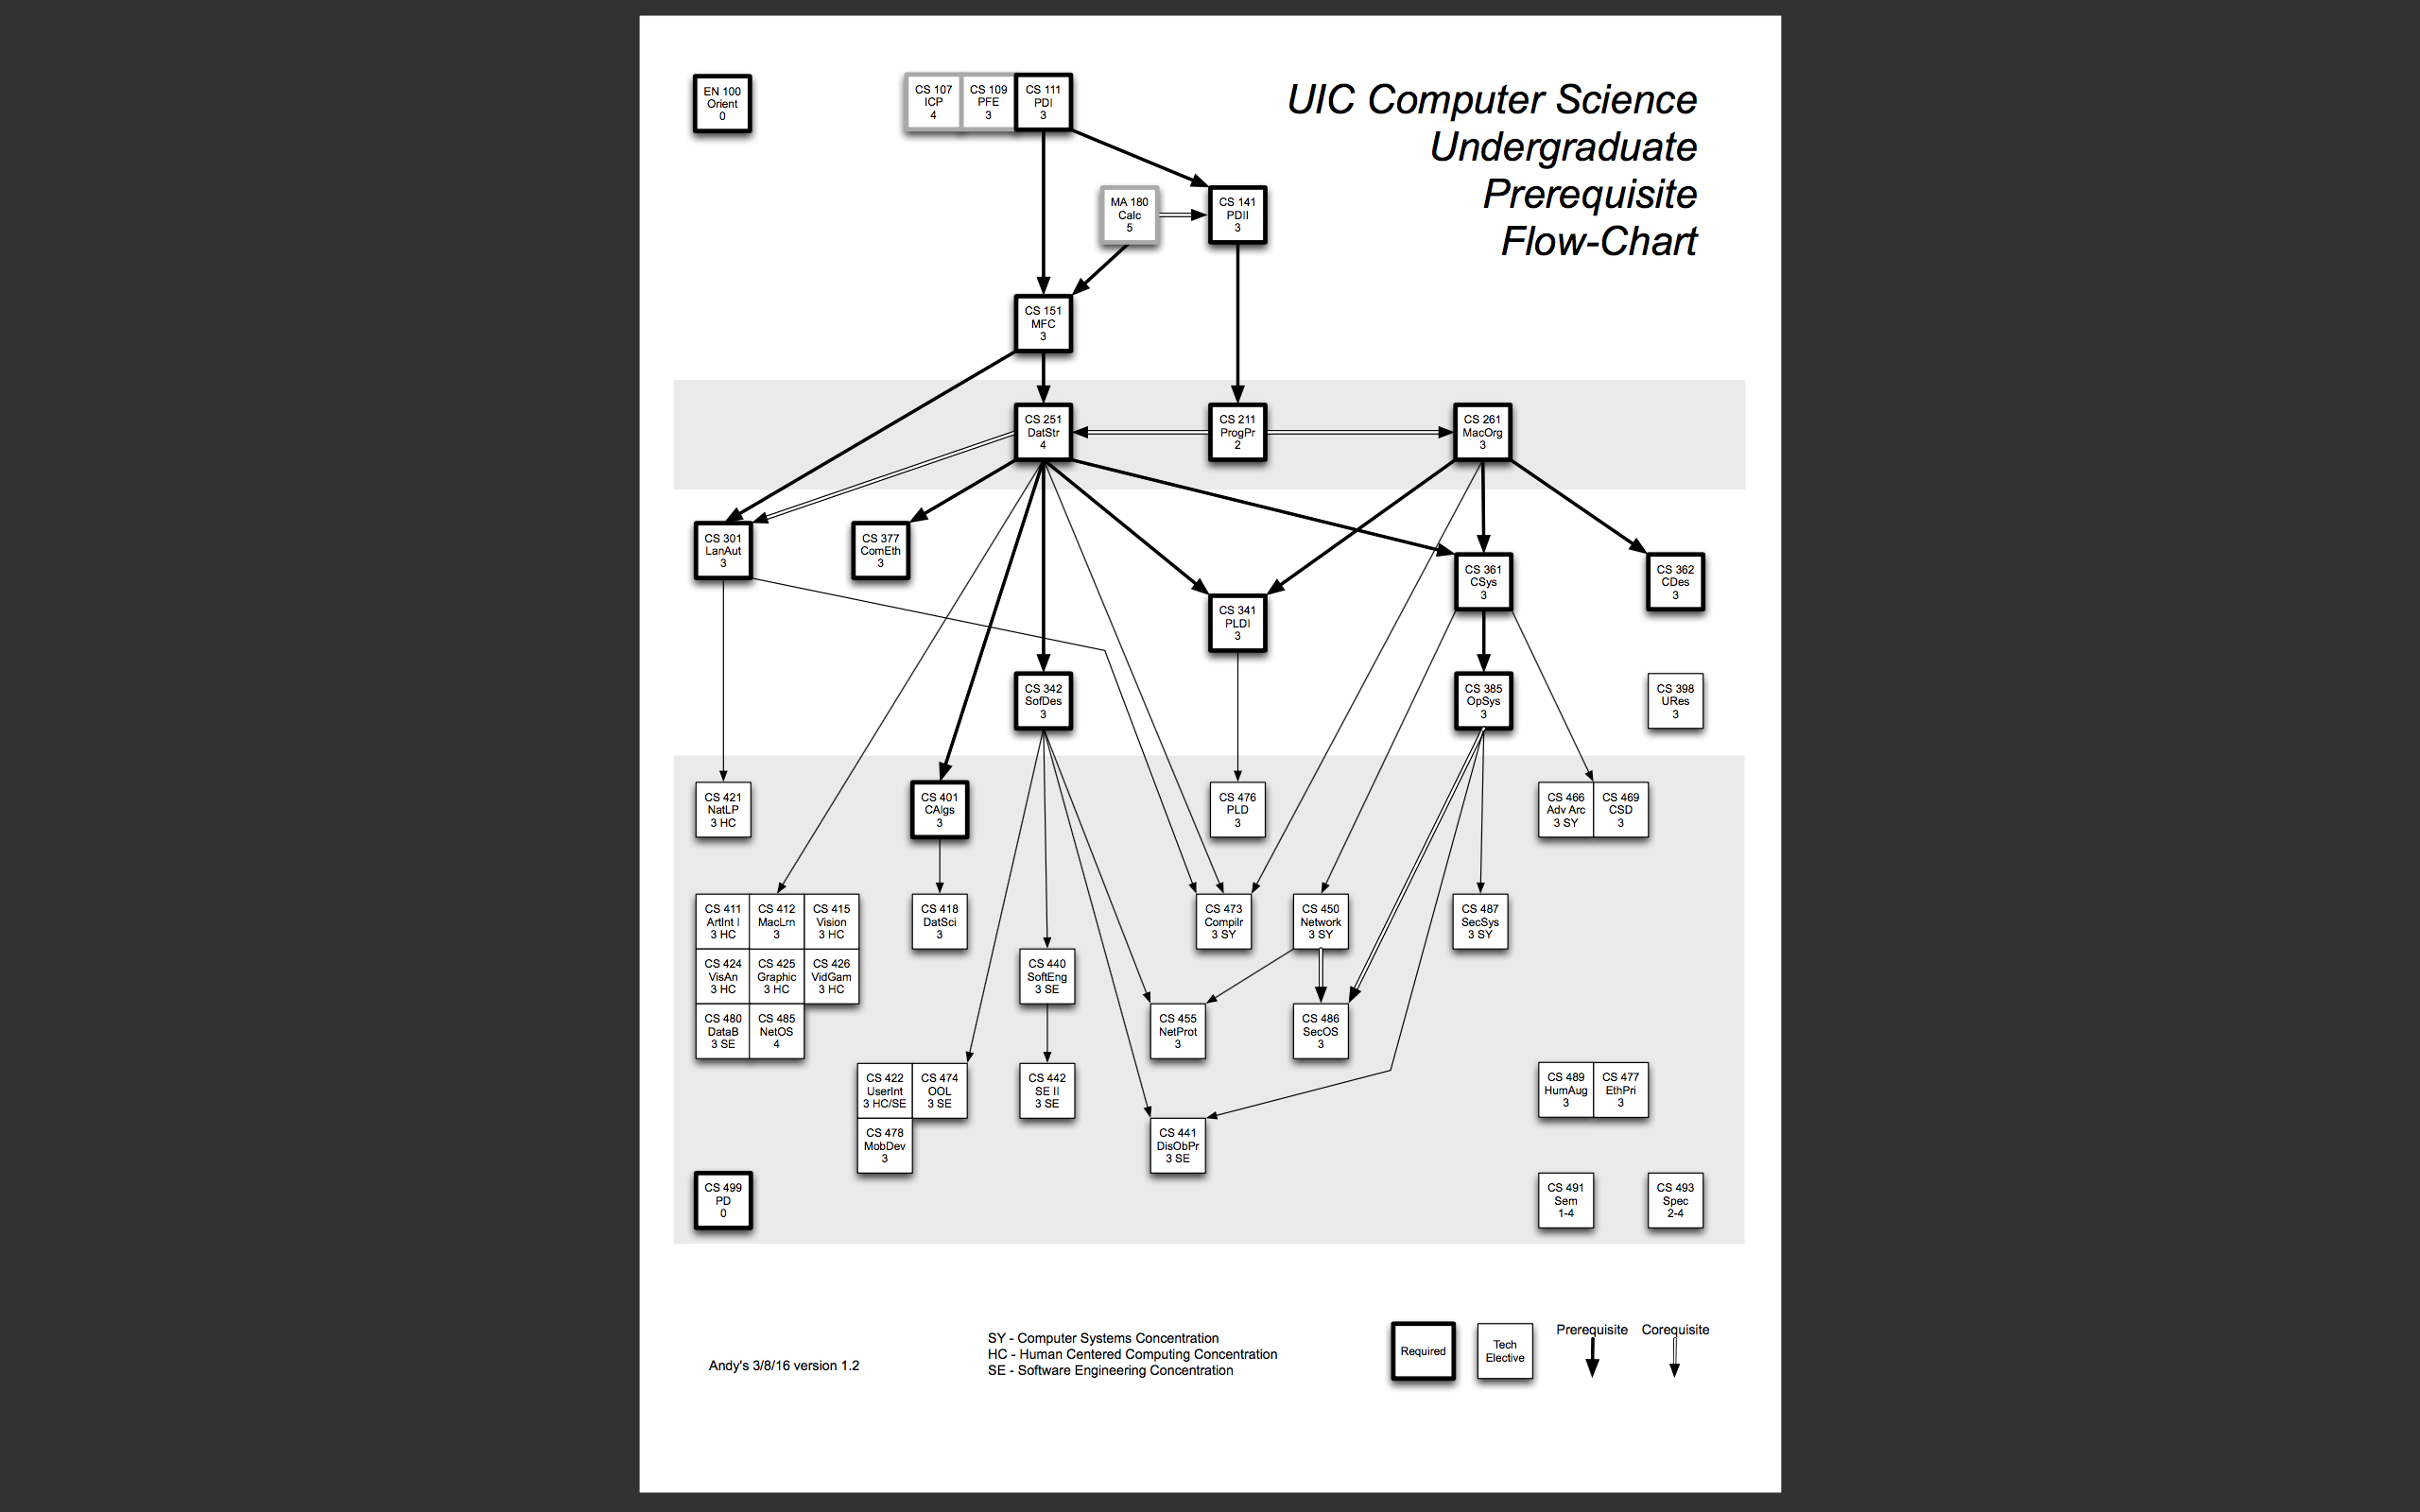 UIC Computer Science
Undergraduate
Prerequisite
Flow-Chart
EN 100
Orient
0
CS 107
ICP
4
CS 109
PFE
3
CS 111
PDI
3
MA 180
Calc
5
CS 141
PDII
3
CS 151
MFC
3
CS 251
DatStr
4
CS 211
ProgPr
2
CS 261
MacOrg
3
CS 301
LanAut
3
CS 377
ComEth
3
CS 361
CSys
3
CS 362
CDes
3
CS 341
PLDI
3
CS 342
SofDes
3
CS 385
OpSys
3
CS 398
URes
3
CS 421
NatLP
3 HC
CS 401
CAlgs
3
CS 476
PLD
3
CS 466
Adv Arc
3 SY
CS 469
CSD
3
CS 411
ArtInt I
3 HC
CS 412
MacLrn
3
CS 415
Vision
3 HC
CS 418
DatSci
3
CS 473
Compilr
3 SY
CS 450
Network
3 SY
CS 487
SecSys
3 SY
CS 424
VisAn
3 HC
CS 425
Graphic
3 HC
CS 426
VidGam
3 HC
CS 440
SoftEng
3 SE
CS 480
DataB
3 SE
CS 485
NetOS
4
CS 455
NetProt
3
CS 486
SecOS
3
CS 422
UserInt
3 HC/SE
CS 474
OOL
3 SE
CS 442
SE II
3 SE
CS 489
HumAug
3
CS 477
EthPri
3
CS 478
MobDev
3
CS 441
DisObPr
3 SE
CS 499
PD
0
CS 491
Sem
1-4
CS 493
Spec
2-4
Andy's 3/8/16 version 1.2
SY - Computer Systems Concentration
HC - Human Centered Computing Concentration
SE - Software Engineering Concentration
Required
Tech
Elective
Prerequisite
Corequisite